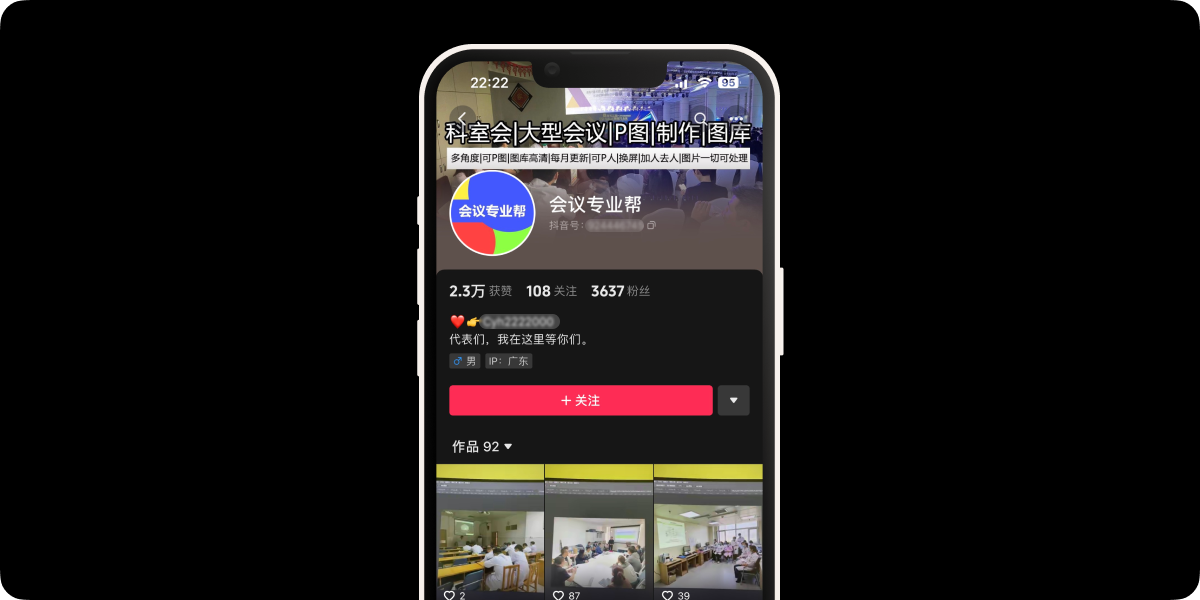 22:22
95
科室会|大型会议|P图|制作|图库
多角度|可P图|图库高清|每月更新|可P人|换屏|加人去人|图片一切可处理
会议专业帮
会议专业帮
抖音号:
2.3万 获赞 108 关注 3637 粉丝
Cyh2222000
代表们，我在这里等你们。
男 IP：广东
关注
作品 92
2 87 39